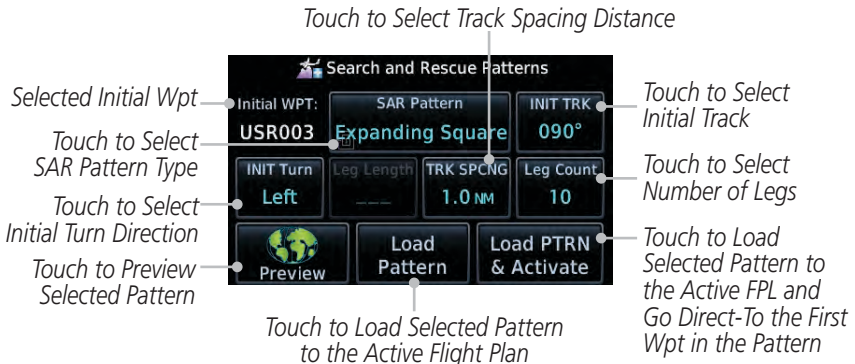 Touch to Select Track Spacing Distance
Search and Rescue Patterns
Selected Initial Wpt
Initial WPT:
USR003
SAR Pattern
Expanding Square
INIT TRK
090°
Touch to Select
Initial Track
Touch to Select
SAR Pattern Type
INIT Turn
Left
Leg Length
___
TRK SPCNG
1.0 NM
Leg Count
10
Touch to Select
Number of Legs
Touch to Select
Initial Turn Direction
Preview
Load
Pattern
Load PTRN
& Activate
Touch to Preview
Selected Pattern
Touch to Load
Selected Pattern to
the Active FPL and
Go Direct-To the First
Wpt in the Pattern
Touch to Load Selected Pattern
to the Active Flight Plan